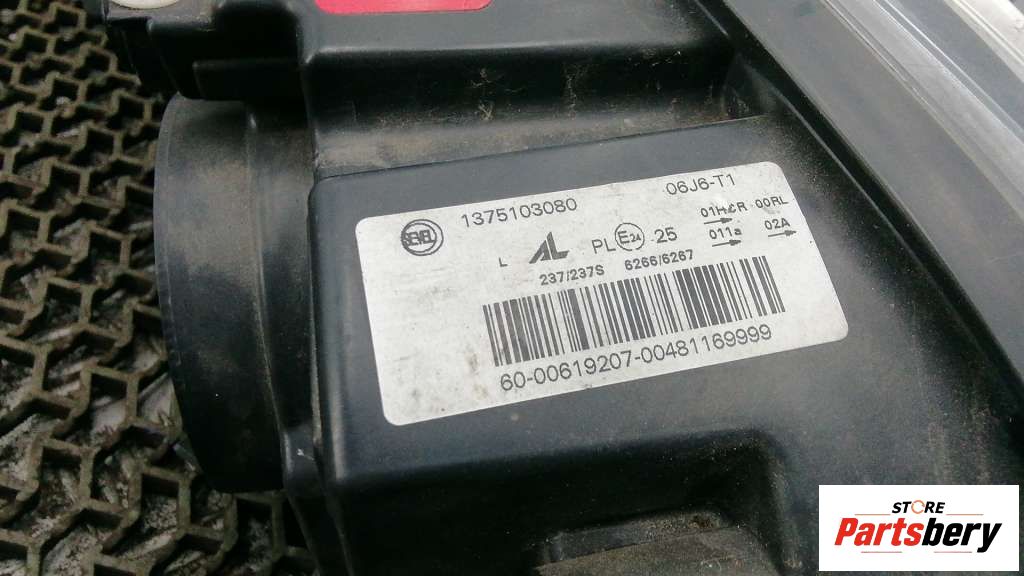 SEVEL
1375103080
06J6-T1
L AL PL E24 25
01HCR 00RL
011a 02A
237/237S 6266/6267
60-00619207-00481169999
STORE
Partsbery